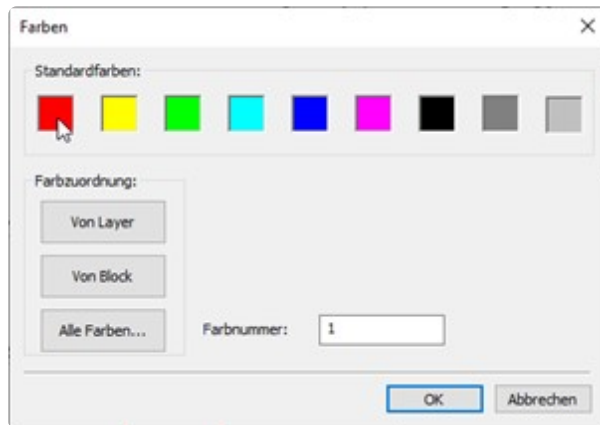 Farben
Standardfarben:
Farbzuordnung:
Von Layer
Von Block
Alle Farben...
Farbnummer:
1
OK
Abbrechen